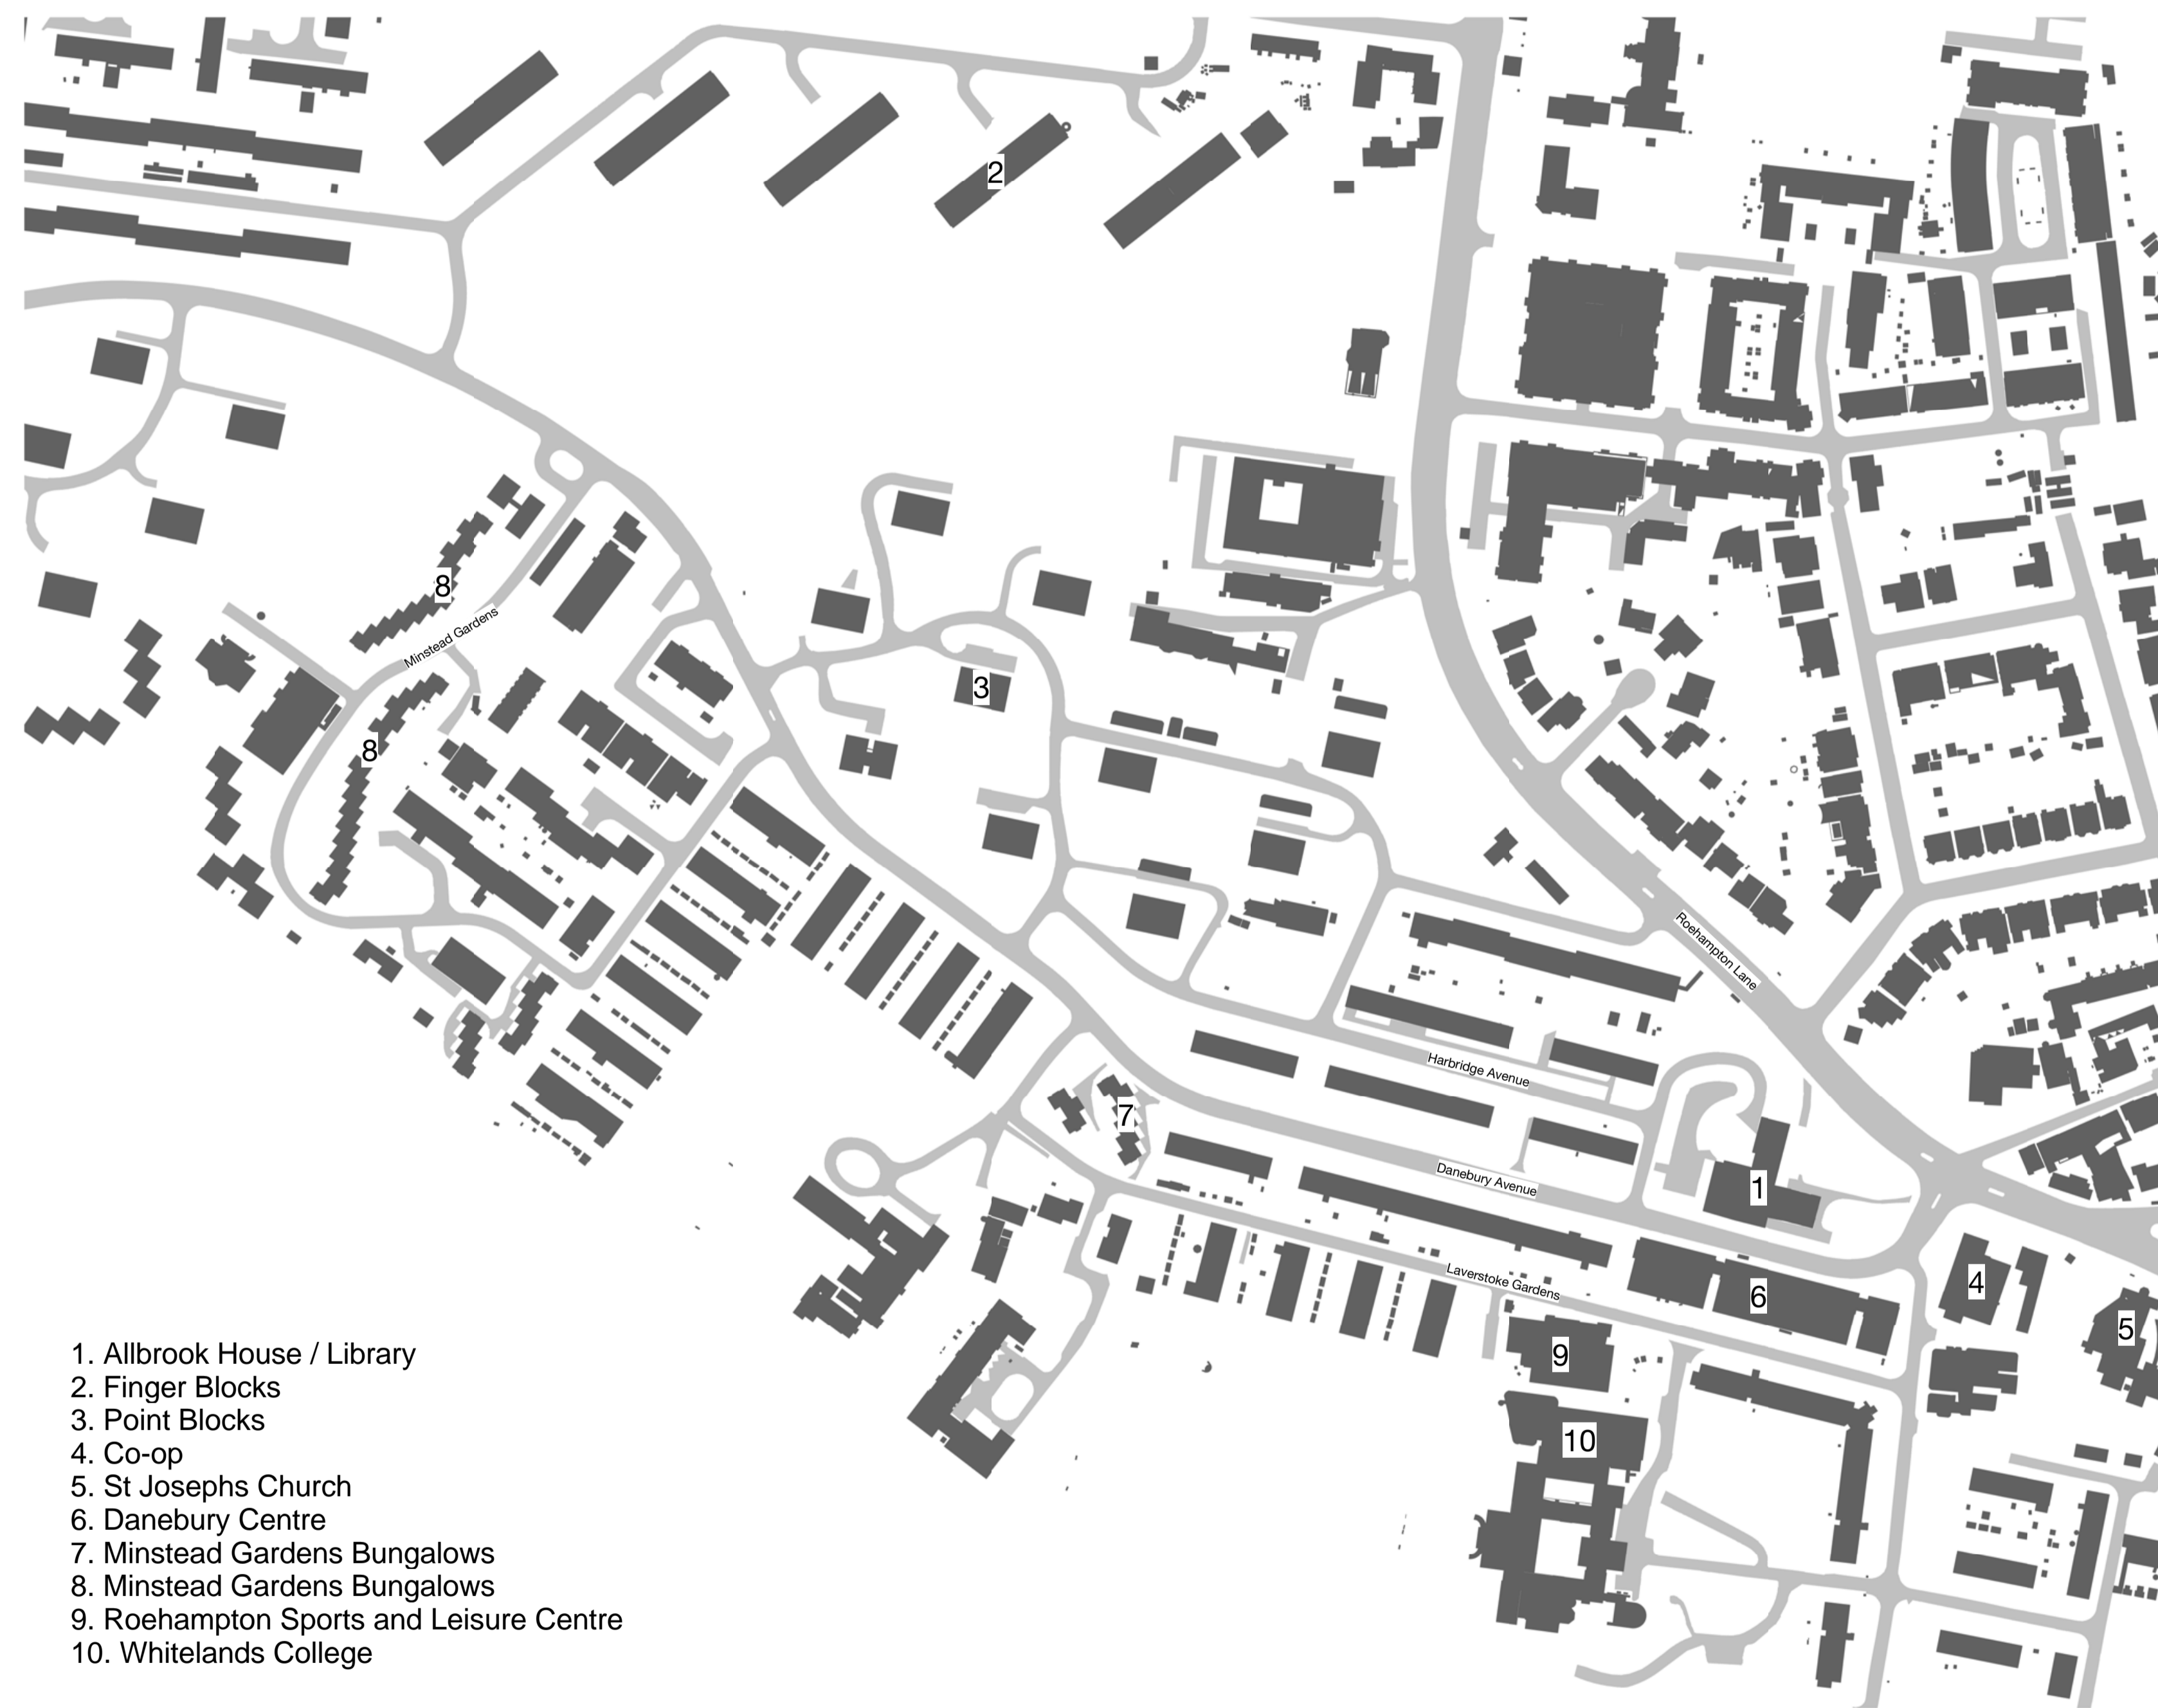 2
8
Minstead Gardens
3
8
Roehampton Lane
Harbridge Avenue
7
Danebury Avenue
1
Laverstoke Gardens
6
4
5
9
10
1. Allbrook House / Library
2. Finger Blocks
3. Point Blocks
4. Co-op
5. St Josephs Church
6. Danebury Centre
7. Minstead Gardens Bungalows
8. Minstead Gardens Bungalows
9. Roehampton Sports and Leisure Centre
10. Whitelands College